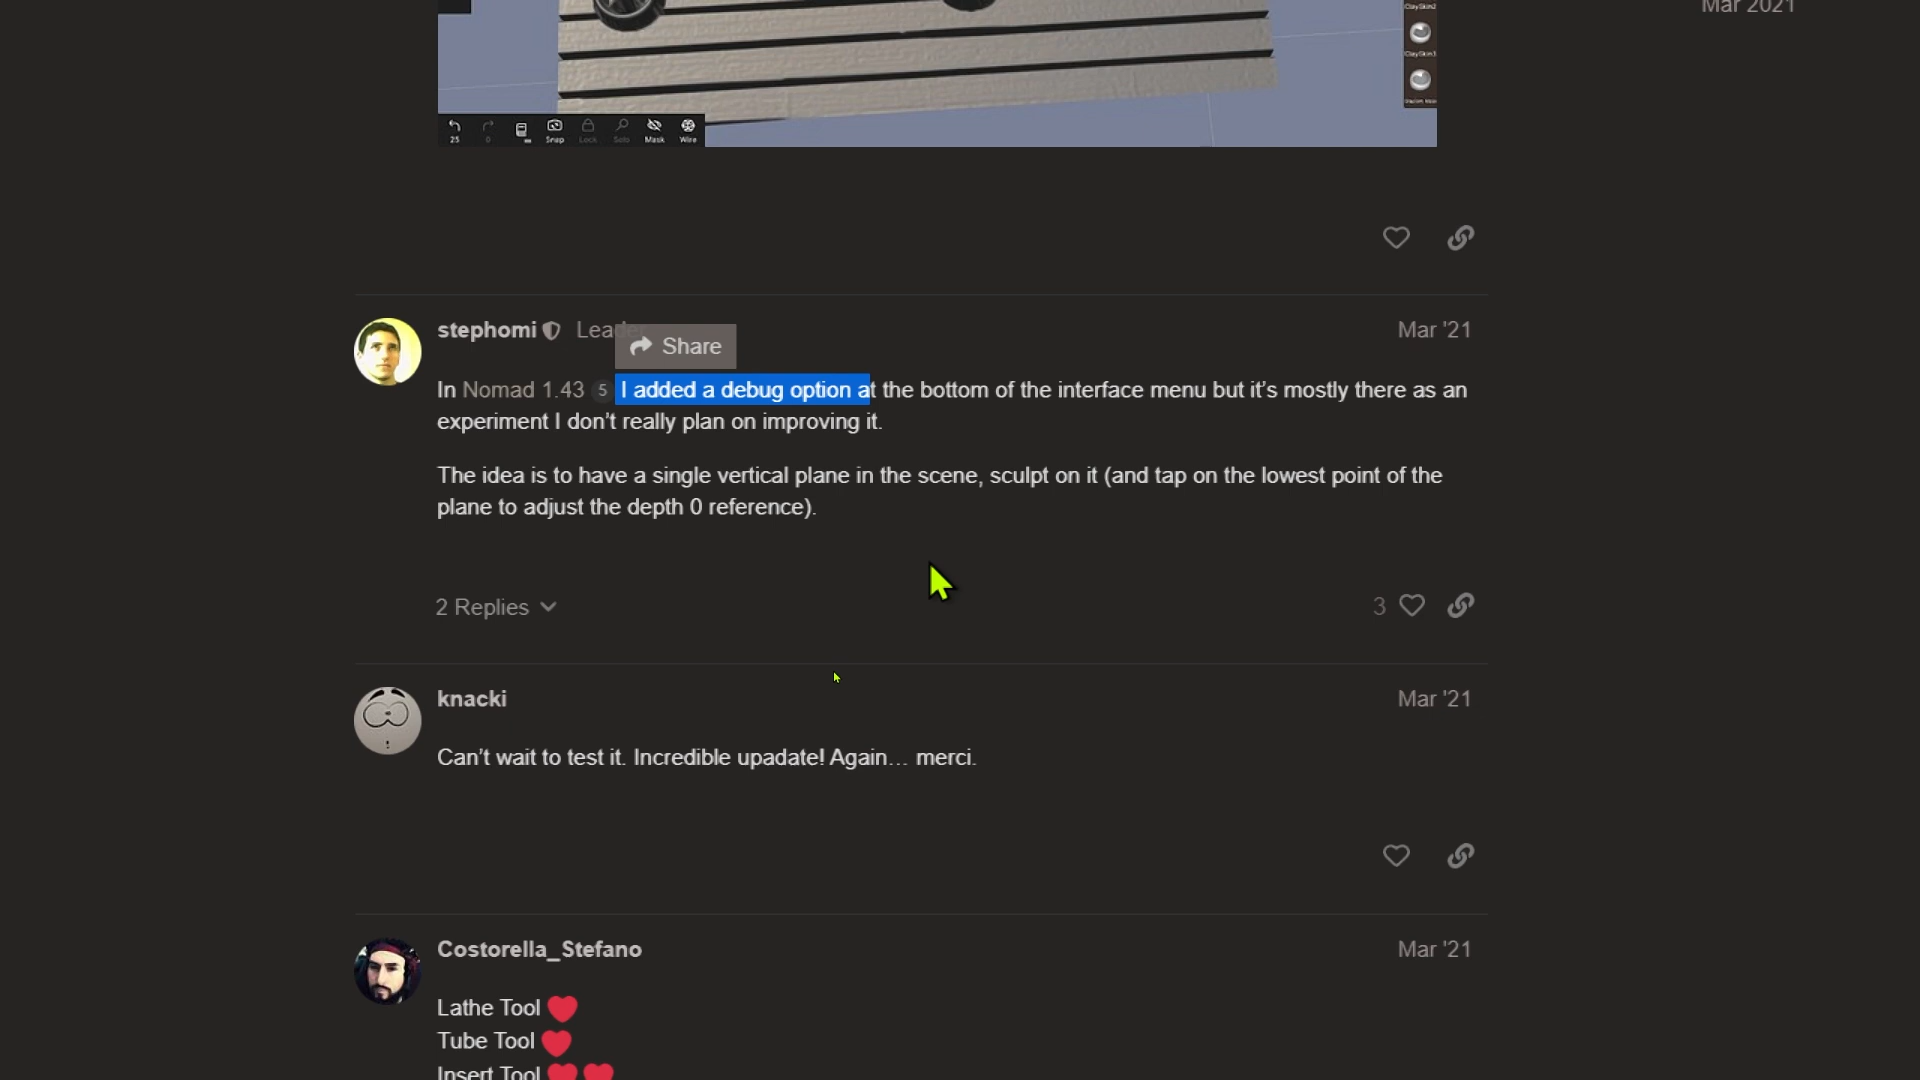 Mar 2021
25
0
Snap
Lock
Solo
Mask
Wire
stephomi
Mar '21
Share
In Nomad 1.43 5 I added a debug option at the bottom of the interface menu but it’s mostly there as an
experiment I don’t really plan on improving it.
The idea is to have a single vertical plane in the scene, sculpt on it (and tap on the lowest point of the
plane to adjust the depth 0 reference).
2 Replies
3
knacki
Mar '21
Can’t wait to test it. Incredible upadate! Again… merci.
Costorella_Stefano
Mar '21
Lathe Tool
Tube Tool
Insert Tool